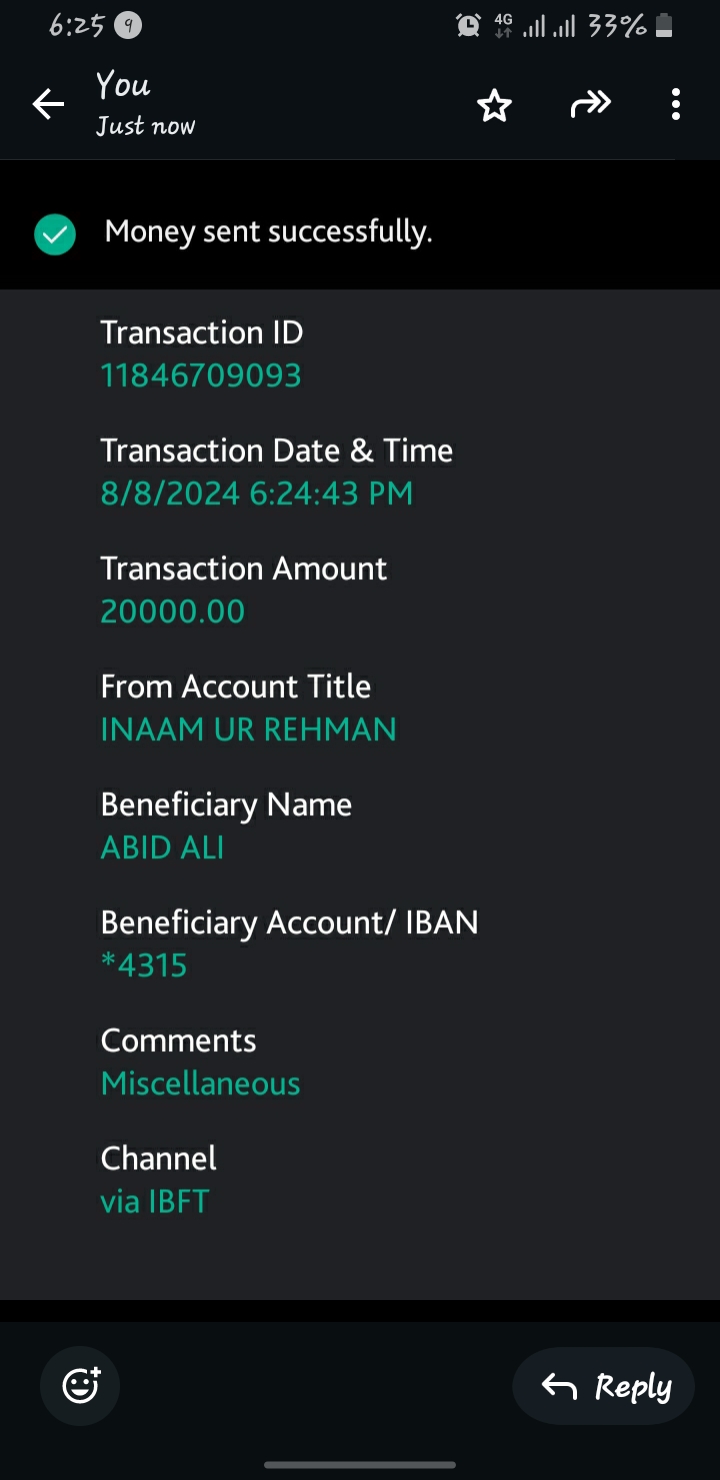 6:25 9 4G 33%
You
Just now
Money sent successfully.
Transaction ID
11846709093
Transaction Date & Time
8/8/2024 6:24:43 PM
Transaction Amount
20000.00
From Account Title
INAAM UR REHMAN
Beneficiary Name
ABID ALI
Beneficiary Account/ IBAN
*4315
Comments
Miscellaneous
Channel
via IBFT
Reply